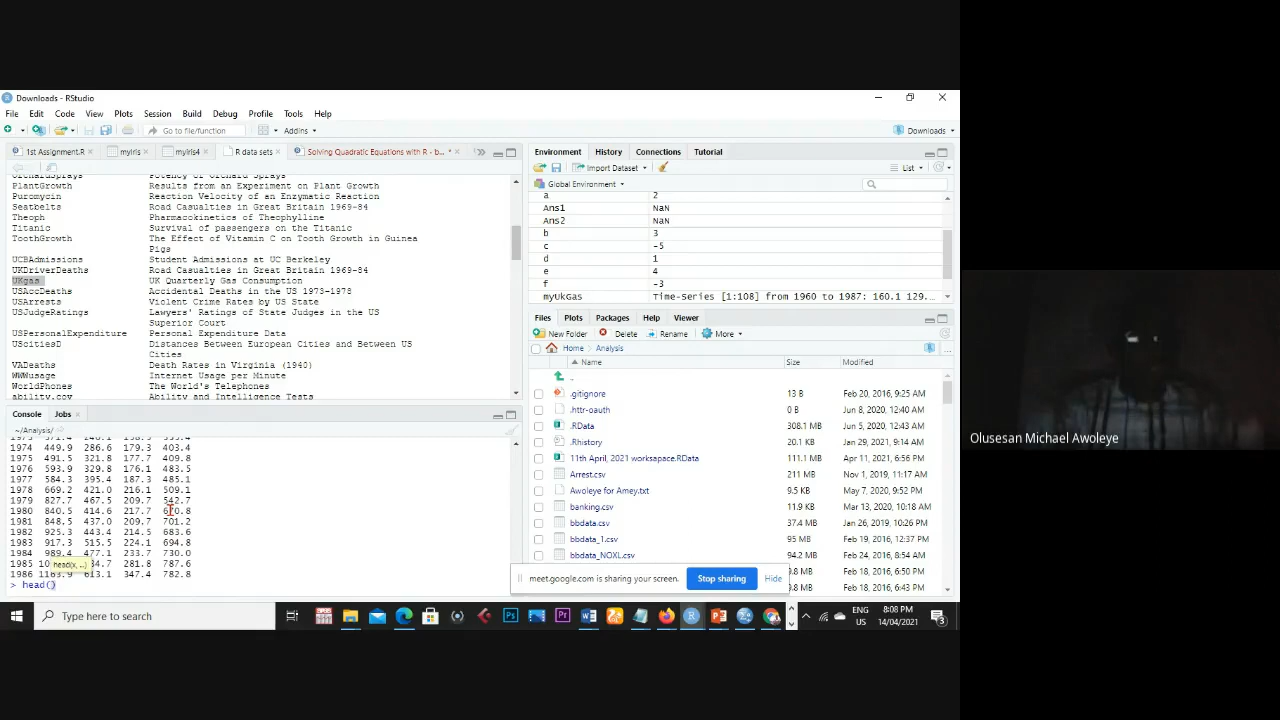 Downloads - RStudio
File Edit Code View Plots Session Build Debug Profile Tools Help
Go to file/function Addins Downloads
1st Assignment.R myIris myIris4 R data sets Solving Quadratic Equations with R - b...*
PlantGrowth Results from an Experiment on Plant Growth
Puromycin Reaction Velocity of an Enzymatic Reaction
Seatbelts Road Casualties in Great Britain 1969-84
Theoph Pharmacokinetics of Theophylline
Titanic Survival of passengers on the Titanic
ToothGrowth The Effect of Vitamin C on Tooth Growth in Guinea
Pigs
UCBAdmissions Student Admissions at UC Berkeley
UKDriverDeaths Road Casualties in Great Britain 1969-84
UKgas UK Quarterly Gas Consumption
USAccDeaths Accidental Deaths in the US 1973-1978
USArrests Violent Crime Rates by US State
USJudgeRatings Lawyers' Ratings of State Judges in the US
Superior Court
USPersonalExpenditure Personal Expenditure Data
UScitiesD Distances Between European Cities and Between US
Cities
VADeaths Death Rates in Virginia (1940)
WWWusage Internet Usage per Minute
WorldPhones The World's Telephones
ability.cov Ability and Intelligence Tests
Console Jobs
~/Analysis/
1974 449.9 286.6 179.3 403.4
1975 491.5 321.8 177.7 409.8
1976 593.9 329.8 176.1 483.5
1977 584.3 395.4 187.3 485.1
1978 669.2 421.0 216.1 509.1
1979 827.7 467.5 209.7 542.7
1980 840.5 414.6 217.7 670.8
1981 848.5 437.0 209.7 701.2
1982 925.3 443.4 214.5 683.6
1983 917.3 515.5 224.1 694.8
1984 989.4 477.1 233.7 730.0
1985 281.8 787.6
1986 1163.9 613.1 347.4 782.8
head(x, ...)
> head()
Environment History Connections Tutorial
Import Dataset List
Global Environment
a 2
Ans1 NaN
Ans2 NaN
b 3
c -5
d 1
e 4
f -3
myUkGas Time-Series [1:108] from 1960 to 1987: 160.1 129...
Files Plots Packages Help Viewer
New Folder Delete Rename More
Home Analysis
Name Size Modified
..
.gitignore 13 B Feb 20, 2016, 9:25 AM
.httr-oauth 0 B Jun 8, 2020, 12:40 AM
.RData 308.1 MB Jun 5, 2020, 12:43 AM
.Rhistory 20.1 KB Jan 29, 2021, 9:14 AM
11th April, 2021 worksapace.RData 111.1 MB Apr 11, 2021, 6:56 PM
Arrest.csv 211 MB Nov 1, 2019, 11:17 AM
Awoleye for Amey.txt 9.5 KB May 7, 2020, 9:52 PM
banking.csv 11.9 KB Mar 13, 2020, 10:18 AM
bbdata.csv 37.4 MB Jan 26, 2019, 10:26 PM
bbdata_1.csv 95 MB Feb 19, 2016, 12:37 PM
bbdata_NOXL.csv 94.2 MB Feb 24, 2016, 8:54 AM
9.8 MB Feb 18, 2016, 6:50 PM
9.8 MB Feb 18, 2016, 6:43 PM
meet.google.com is sharing your screen. Stop sharing Hide
Type here to search
ENG
US
8:08 PM
14/04/2021
3
Olusesan Michael Awoleye